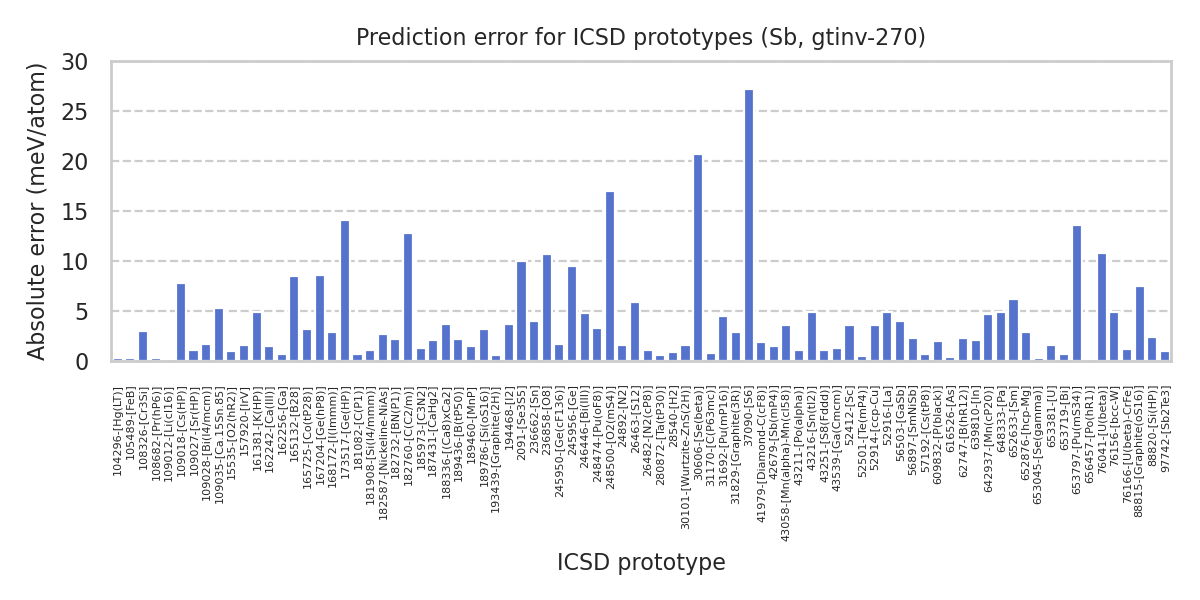 Prediction error for ICSD prototypes (Sb, gtinv-270)
Absolute error (meV/atom)
30
25
20
15
10
5
0
104296-[Hg(LT)]
105489-[FeB]
108326-[Cr3Si]
108682-[Pr(hP6)]
109012-[Li(cI16)]
109018-[Cs(HP)]
109027-[Sr(HP)]
109028-[Bi(I4/mcm)]
109035-[Ca.15Sn.85]
15535-[O2(hR2)]
157920-[IrV]
161381-[K(HP)]
162242-[Ca(III)]
162256-[Ga]
165132-[B28]
165725-[Co(tP28)]
167204-[Ge(hP8)]
168172-[I(Immm)]
173517-[Ge(HP)]
181082-[C(P1)]
181908-[Si(I4/mmm)]
182587-[Nickeline-NiAs]
182732-[BN(P1)]
182760-[C(C2/m)]
185973-[C3N2]
187431-[CaHg2]
188336-[(Ca8)xCa2]
189436-[B(tP50)]
189460-[MnP]
189786-[Si(oS16)]
193439-[Graphite(2H)]
194468-[I2]
2091-[Se3S5]
236662-[Sn]
236858-[O8]
245950-[Ge(cF136)]
245956-[Ge]
246446-[Bi(III)]
248474-[Pu(oF8)]
248500-[O2(mS4)]
24892-[N2]
26463-[S12]
26482-[N2(cP8)]
280872-[Ta(tP30)]
28540-[H2]
30101-[Wurtzite-ZnS(2H)]
30606-[Se(beta)]
31170-[C(P63mc)]
31692-[Pu(mP16)]
31829-[Graphite(3R)]
37090-[S6]
41979-[Diamond-C(cF8)]
42679-[Sb(mP4)]
43058-[Mn(alpha)-Mn(cI58)]
43211-[Po(alpha)]
43216-[Sn(tI4)]
43251-[S8(Fddd)]
43539-[Ga(Cmcm)]
52412-[Sc]
52501-[Te(mP4)]
52914-[ccp-Cu]
52916-[La]
56503-[GaSb]
56897-[SmNiSb]
57192-[Cs(tP8)]
609832-[P(black)]
616526-[As]
62747-[B(hR12)]
639810-[In]
642937-[Mn(cP20)]
648333-[Pa]
652633-[Sm]
652876-[hcp-Mg]
653045-[Se(gamma)]
653381-[U]
653719-[I]
653797-[Pu(mS34)]
656457-[Po(hR1)]
76041-[U(beta)]
76156-[bcc-W]
76166-[U(beta)-CrFe]
88815-[Graphite(oS16)]
88820-[Si(HP)]
97742-[Sb2Te3]
ICSD prototype